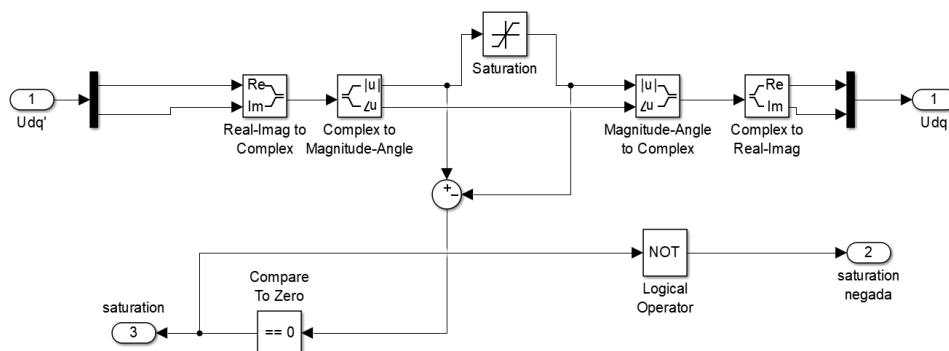 Saturation
1
Udq'
Re
Im
Real-Imag to
Complex
|u|
∠u
Complex to
Magnitude-Angle
|u|
∠u
Magnitude-Angle
to Complex
Re
Im
Complex to
Real-Imag
1
Udq
+
−
NOT
Logical
Operator
2
saturation
negada
Compare
To Zero
== 0
saturation
3